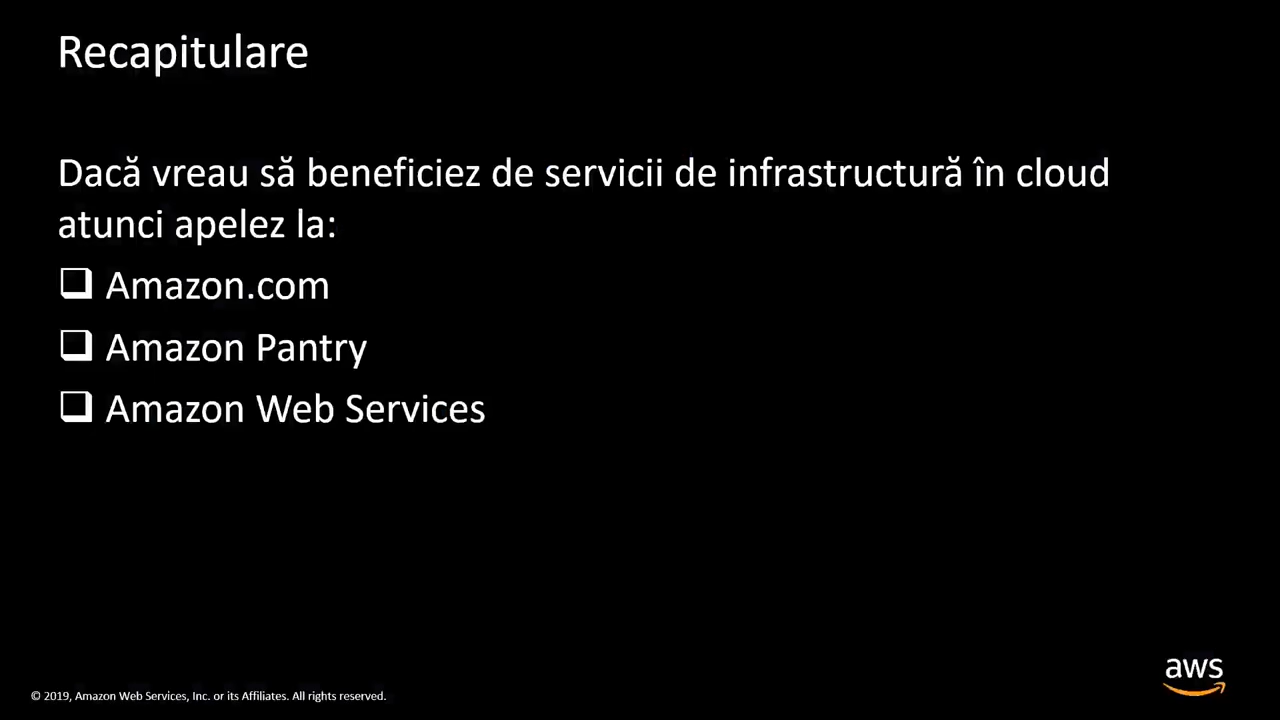 Recapitulare
Dacă vreau să beneficiez de servicii de infrastructură în cloud
atunci apelez la:
❑ Amazon.com
❑ Amazon Pantry
❑ Amazon Web Services
aws
© 2019, Amazon Web Services, Inc. or its Affiliates. All rights reserved.